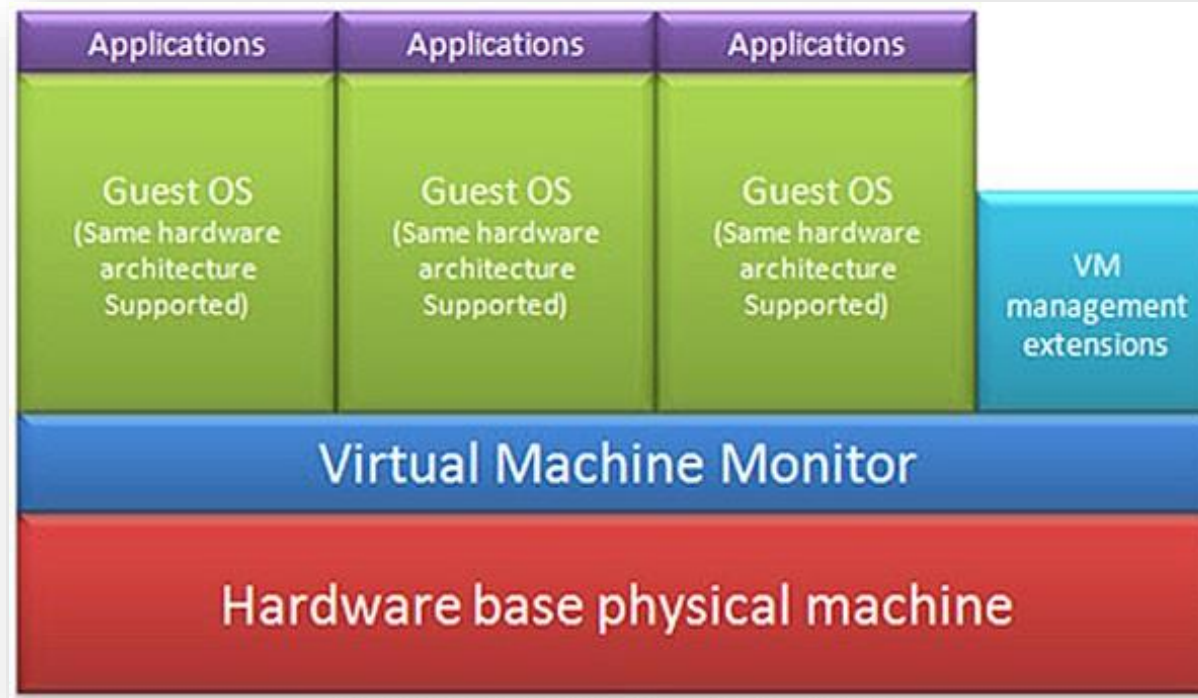 Applications
Applications
Applications
Guest OS
(Same hardware
architecture
Supported)
Guest OS
(Same hardware
architecture
Supported)
Guest OS
(Same hardware
architecture
Supported)
VM
management
extensions
Virtual Machine Monitor
Hardware base physical machine